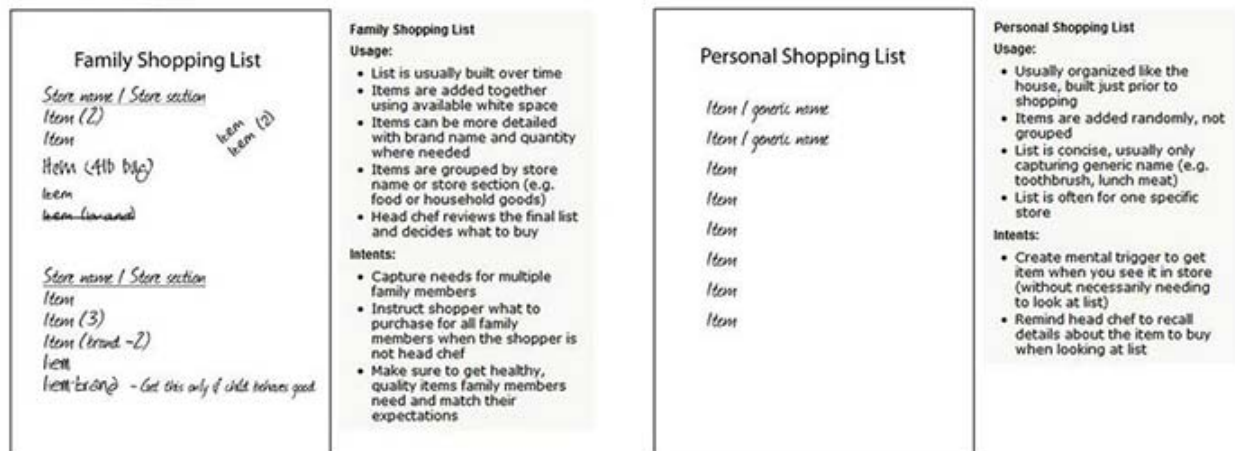 Family Shopping List
Store name / Store section
Item (2)
Item
Item
Item (2)
Item (4lb bag)
Item
Item (brand)
Store name / Store section
Item
Item (3)
Item (brand - 2)
Item
Item-brand - Get this only if child behaves good
Family Shopping List
Usage:
• List is usually built over time
• Items are added together
using available white space
• Items can be more detailed
with brand name and quantity
where needed
• Items are grouped by store
name or store section (e.g.
food or household goods)
• Head chef reviews the final list
and decides what to buy
Intents:
• Capture needs for multiple
family members
• Instruct shopper what to
purchase for all family
members when the shopper is
not head chef
• Make sure to get healthy,
quality items family members
need and match their
expectations
Personal Shopping List
Item / generic name
Item / generic name
Item
Item
Item
Item
Item
Item
Personal Shopping List
Usage:
• Usually organized like the
house, built just prior to
shopping
• Items are added randomly, not
grouped
• List is concise, usually only
capturing generic name (e.g.
toothbrush, lunch meat)
• List is often for one specific
store
Intents:
• Create mental trigger to get
item when you see it in store
(without necessarily needing
to look at list)
• Remind head chef to recall
details about the item to buy
when looking at list